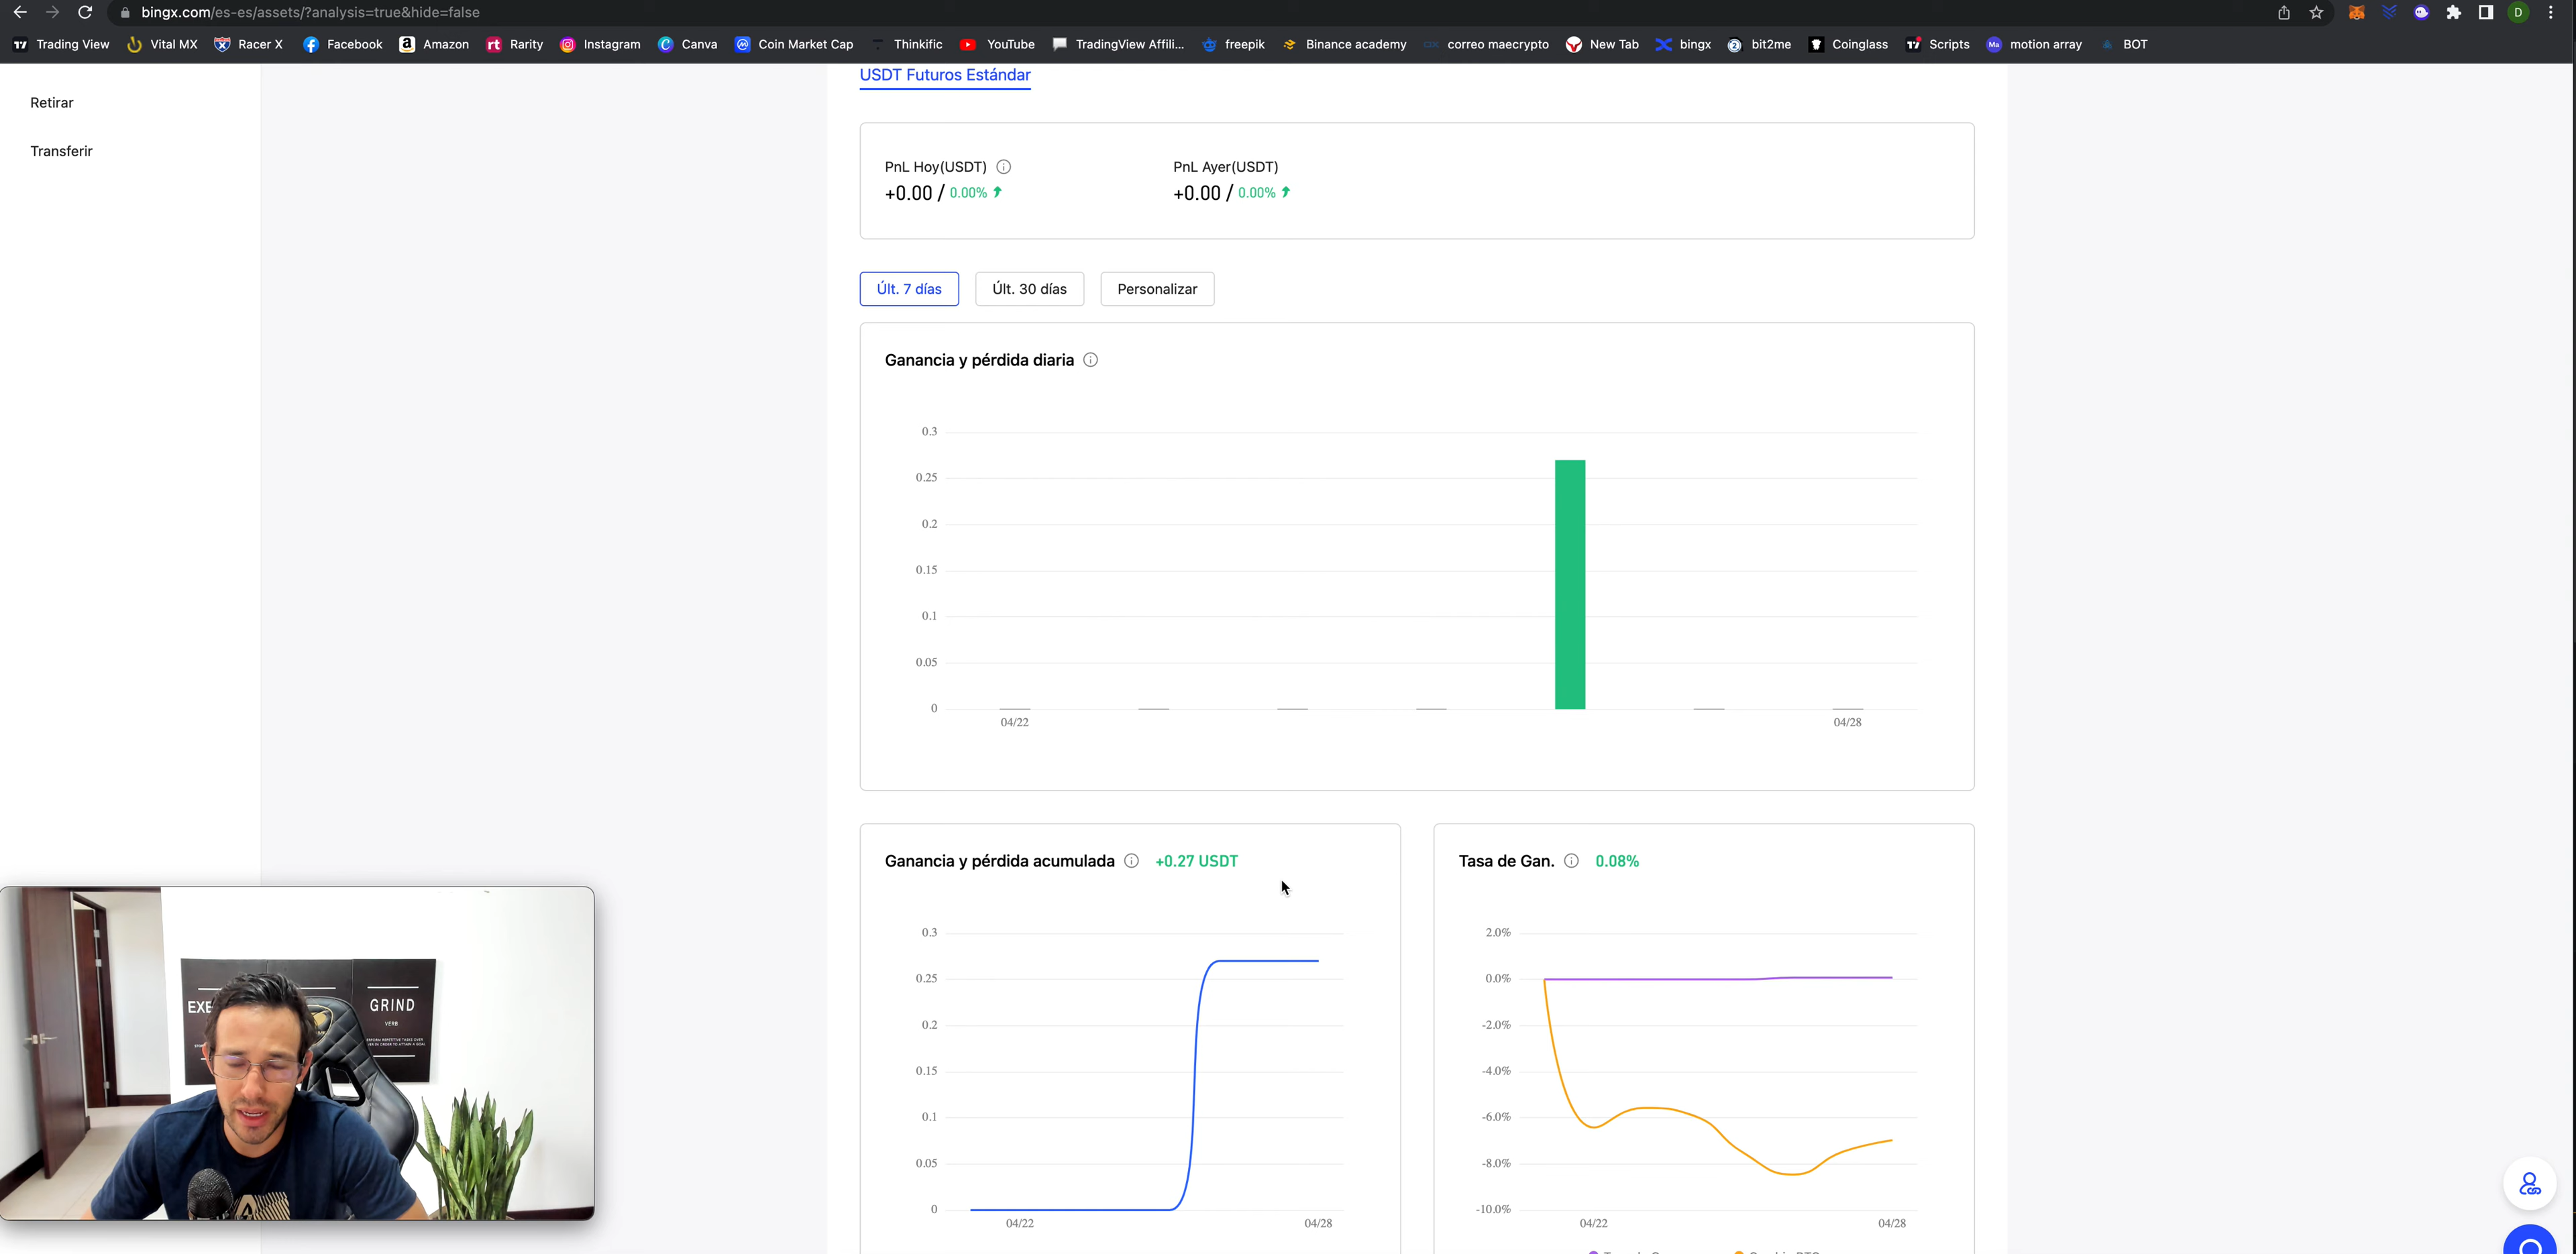 bingx.com/es-es/assets/?analysis=true&hide=false
D
Trading View Vital MX Racer X Facebook Amazon Rarity Instagram Canva Coin Market Cap Thinkific YouTube TradingView Affili... freepik Binance academy correo maecrypto New Tab bingx bit2me Coinglass Scripts motion array BOT
Retirar
Transferir
USDT Futuros Estándar
PnL Hoy(USDT) PnL Ayer(USDT)
+0.00 / 0.00% +0.00 / 0.00%
Últ. 7 días Últ. 30 días Personalizar
Ganancia y pérdida diaria
0.3
0.25
0.2
0.15
0.1
0.05
0
04/22 04/28
Ganancia y pérdida acumulada +0.27 USDT
0.3
0.25
0.2
0.15
0.1
0.05
0
04/22 04/28
Tasa de Gan. 0.08%
2.0%
0.0%
-2.0%
-4.0%
-6.0%
-8.0%
-10.0%
04/22 04/28
EXE
GRIND
VERB